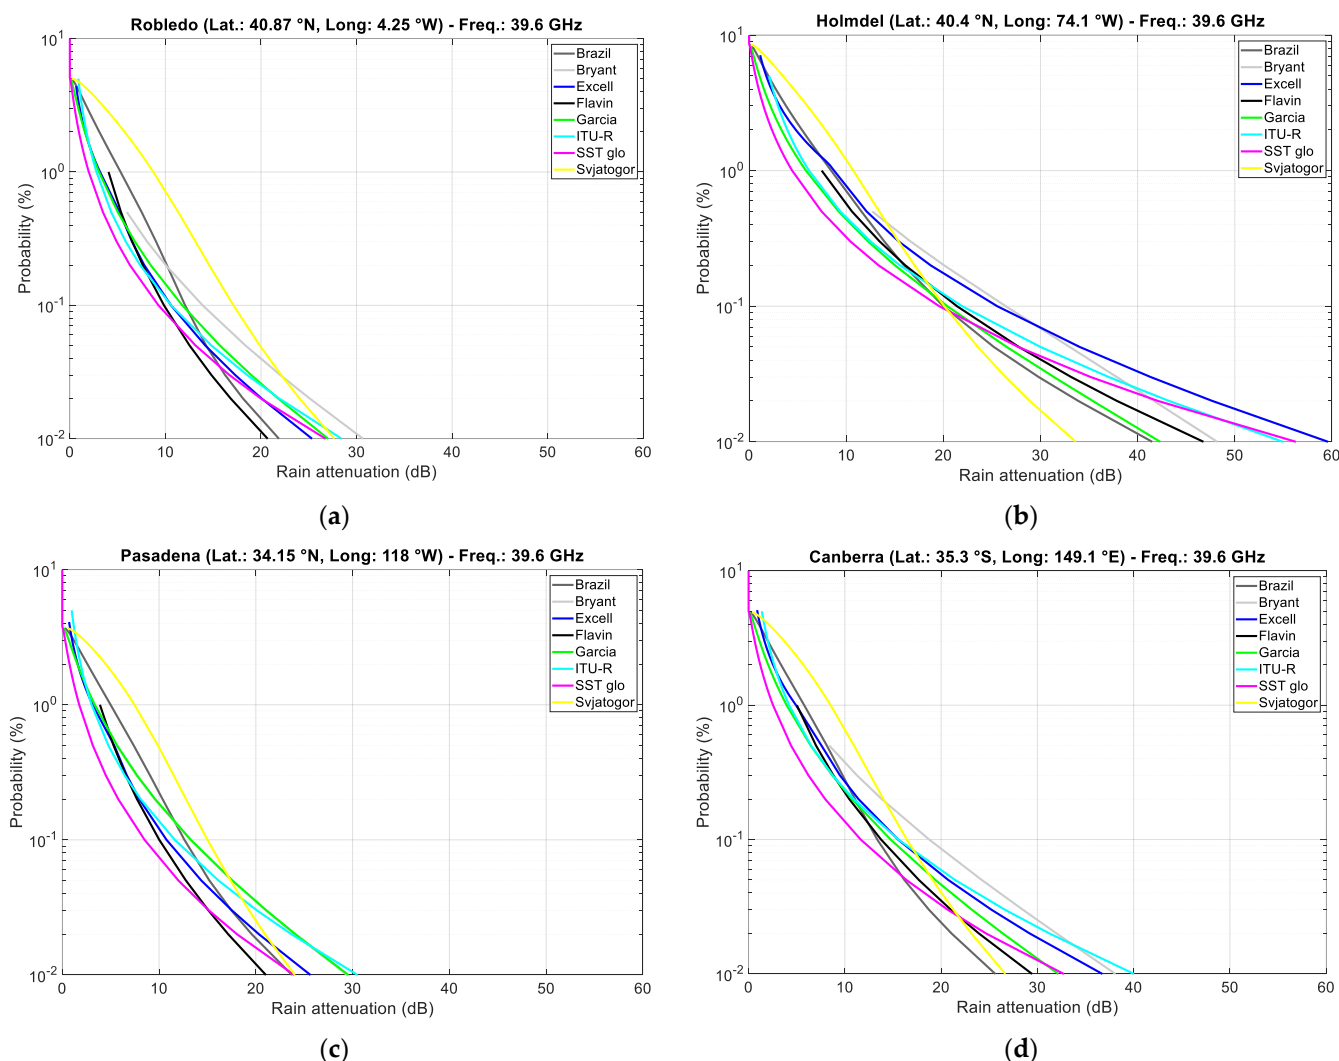 Robledo (Lat.: 40.87 °N, Long: 4.25 °W) - Freq.: 39.6 GHz
Probability (%)
10^1
10^0
10^-1
10^-2
0 10 20 30 40 50 60
Rain attenuation (dB)
Brazil
Bryant
Excell
Flavin
Garcia
ITU-R
SST glo
Svjatogor
(a)
Holmdel (Lat.: 40.4 °N, Long: 74.1 °W) - Freq.: 39.6 GHz
Probability (%)
10^1
10^0
10^-1
10^-2
0 10 20 30 40 50 60
Rain attenuation (dB)
Brazil
Bryant
Excell
Flavin
Garcia
ITU-R
SST glo
Svjatogor
(b)
Pasadena (Lat.: 34.15 °N, Long: 118 °W) - Freq.: 39.6 GHz
Probability (%)
10^1
10^0
10^-1
10^-2
0 10 20 30 40 50 60
Rain attenuation (dB)
Brazil
Bryant
Excell
Flavin
Garcia
ITU-R
SST glo
Svjatogor
(c)
Canberra (Lat.: 35.3 °S, Long: 149.1 °E) - Freq.: 39.6 GHz
Probability (%)
10^1
10^0
10^-1
10^-2
0 10 20 30 40 50 60
Rain attenuation (dB)
Brazil
Bryant
Excell
Flavin
Garcia
ITU-R
SST glo
Svjatogor
(d)